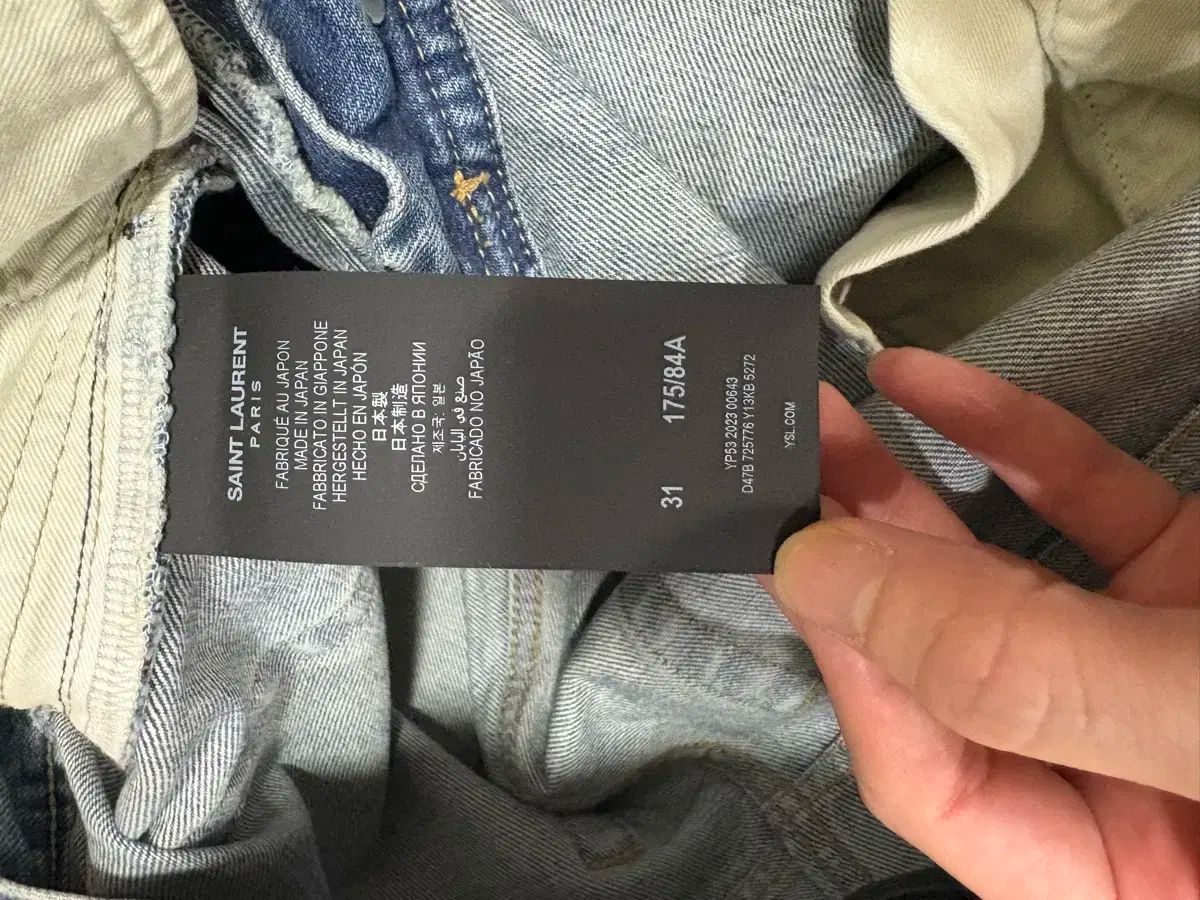 SAINT LAURENT
PARIS
FABRIQUÉ AU JAPON
MADE IN JAPAN
FABBRICATO IN GIAPPONE
HERGESTELLT IN JAPAN
HECHO EN JAPÓN
日本製
日本制造
СДЕЛАНО В ЯПОНИИ
제조국: 일본
صنع في اليابان
FABRICADO NO JAPÃO
31 175/84A
YP53 2023 00643
D47B 725776 Y13KB 5272
YSL.COM